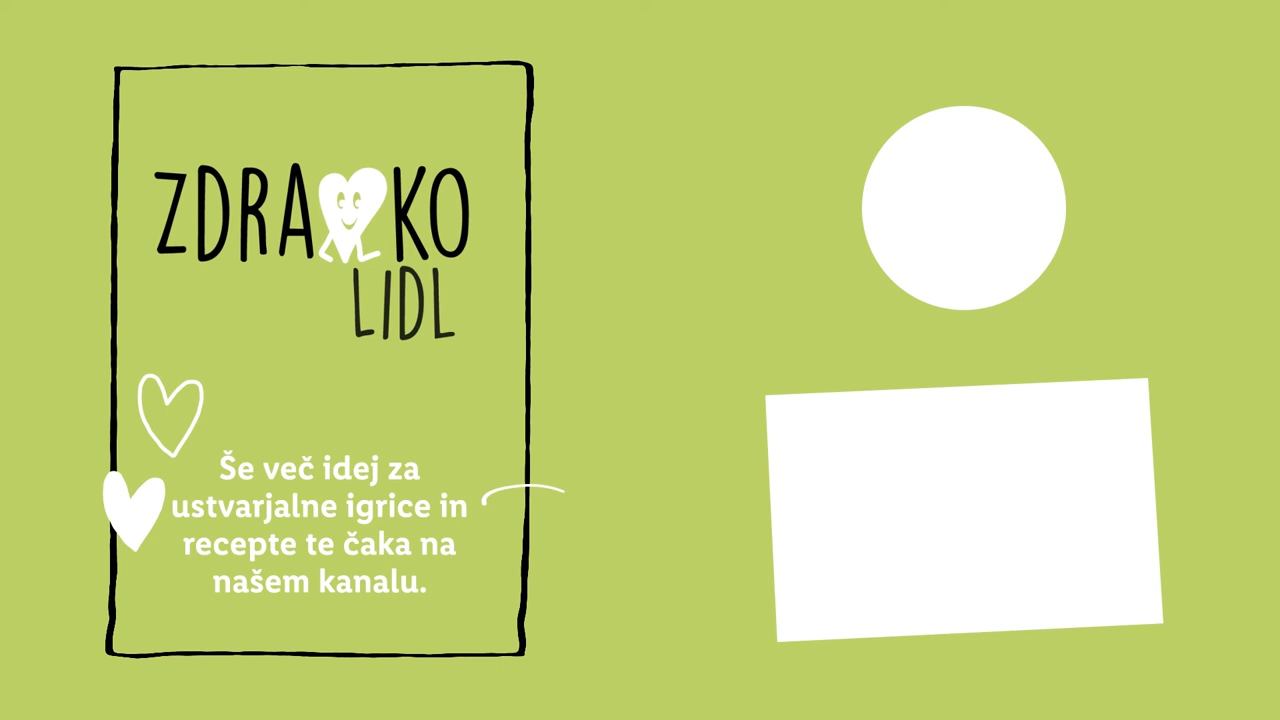 ZDRAVKO
LIDL
Še več idej za
ustvarjalne igrice in
recepte te čaka na
našem kanalu.